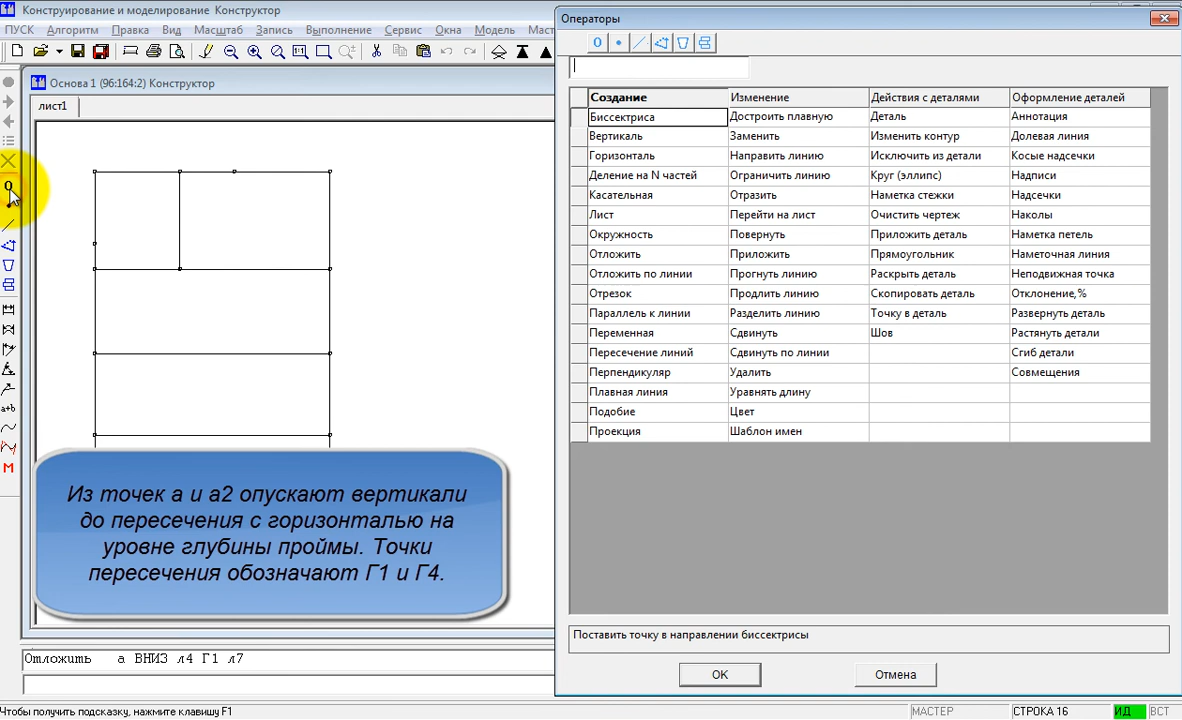 Конструирование и моделирование Конструктор
ПУСК Алгоритм Правка Вид Масштаб Запись Выполнение Сервис Окна Модель Маст
Основа 1 (96:164:2) Конструктор
лист1
a+b
M
Из точек а и а2 опускают вертикали
до пересечения с горизонталью на
уровне глубины проймы. Точки
пересечения обозначают Г1 и Г4.
Отложить а ВНИЗ л4 Г1 л7
Чтобы получить подсказку, нажмите клавишу F1
МАСТЕР СТРОКА 16 ИД ВСТ
Операторы
Создание Изменение Действия с деталями Оформление деталей
Биссектриса Достроить плавную Деталь Аннотация
Вертикаль Заменить Изменить контур Долевая линия
Горизонталь Направить линию Исключить из детали Косые надсечки
Деление на N частей Ограничить линию Круг (эллипс) Надписи
Касательная Отразить Наметка стежки Надсечки
Лист Перейти на лист Очистить чертеж Наколы
Окружность Повернуть Приложить деталь Наметка петель
Отложить Приложить Прямоугольник Наметочная линия
Отложить по линии Прогнуть линию Раскрыть деталь Неподвижная точка
Отрезок Продлить линию Скопировать деталь Отклонение,%
Параллель к линии Разделить линию Точку в деталь Развернуть деталь
Переменная Сдвинуть Шов Растянуть детали
Пересечение линий Сдвинуть по линии Сгиб детали
Перпендикуляр Удалить Совмещения
Плавная линия Уравнять длину
Подобие Цвет
Проекция Шаблон имен
Поставить точку в направлении биссектрисы
OK Отмена